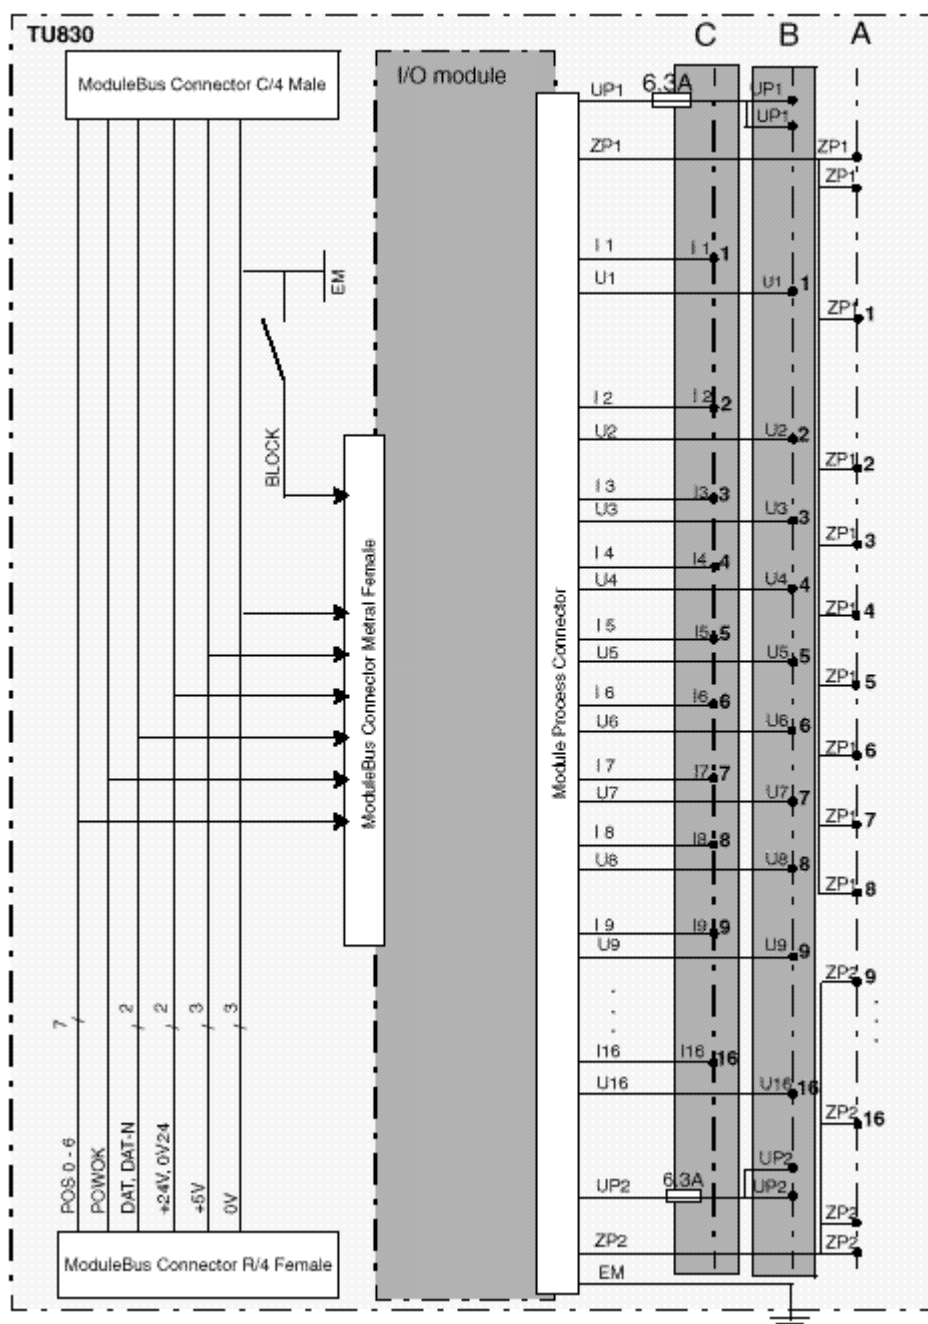 TU830
C B A
ModuleBus Connector C/4 Male
I/O module
6.3A
UP1 UP1
UP1
ZP1 ZP1
ZP1
I 1 I 1 1
U1 U1 1
ZP1 1
EM
I 2 I 2 2
U2 U2 2
BLOCK
ZP1 2
I 3 I3 3
U3 U3 3
ZP1 3
I 4 I4 4
U4 U4 4
ZP1 4
I 5 I5 5
U5 U5 5
ZP1 5
I 6 I6 6
U6 U6 6
ZP1 6
I 7 I7 7
U7 U7 7
ZP1 7
I 8 I8 8
U8 U8 8
ZP1 8
ModuleBus Connector Metral Female
Module Process Connector
I 9 I9 9
U9 U9 9
ZP2 9
7 2 2 3 3
I16 I16 16
U16 U16 16
ZP2 16
POS 0 - 6
POWOK
DAT, DAT-N
+24V, 0V24
+5V
0V
UP2
6.3A
UP2 UP2
ZP2
ZP2 ZP2
EM
ModuleBus Connector R/4 Female